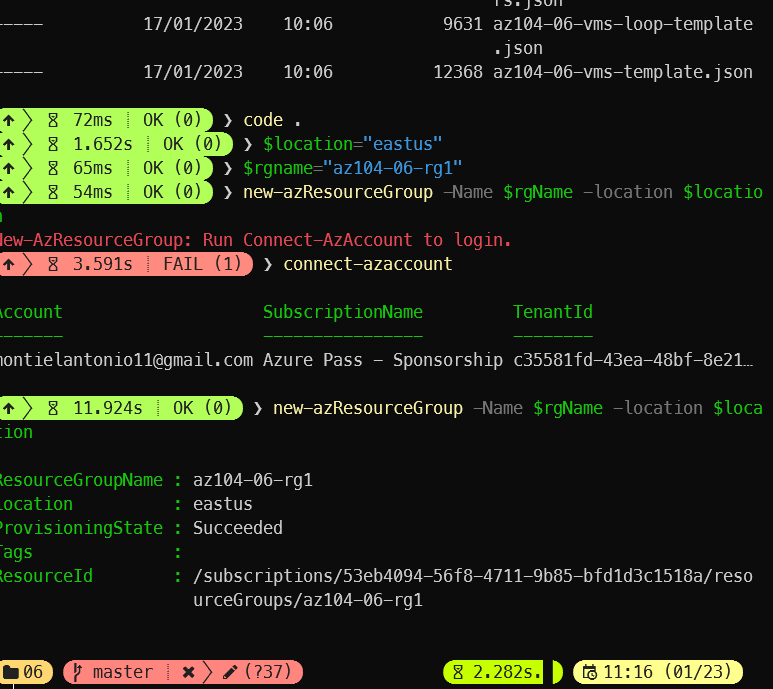 rs.json
----- 17/01/2023 10:06 9631 az104-06-vms-loop-template
.json
----- 17/01/2023 10:06 12368 az104-06-vms-template.json
72ms OK (0) ❯ code .
1.652s OK (0) ❯ $location="eastus"
65ms OK (0) ❯ $rgname="az104-06-rg1"
54ms OK (0) ❯ new-azResourceGroup -Name $rgName -location $locatio
n
New-AzResourceGroup: Run Connect-AzAccount to login.
3.591s FAIL (1) ❯ connect-azaccount
Account SubscriptionName TenantId
------- ---------------- --------
montielantonio11@gmail.com Azure Pass - Sponsorship c35581fd-43ea-48bf-8e21…
11.924s OK (0) ❯ new-azResourceGroup -Name $rgName -location $loca
tion
ResourceGroupName : az104-06-rg1
Location : eastus
ProvisioningState : Succeeded
Tags :
ResourceId : /subscriptions/53eb4094-56f8-4711-9b85-bfd1d3c1518a/reso
urceGroups/az104-06-rg1
06 master (?37) 2.282s. 11:16 (01/23)